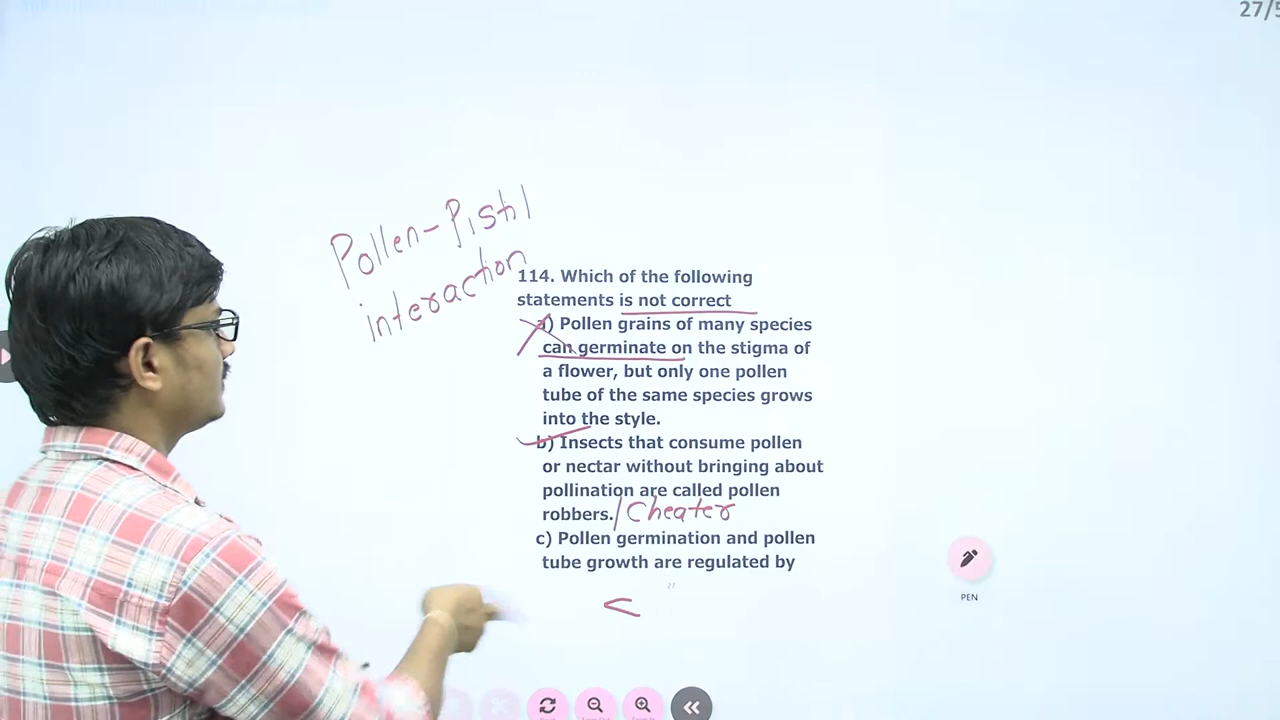 27/5
Pollen-Pistil
interaction
114. Which of the following
statements is not correct
a) Pollen grains of many species
can germinate on the stigma of
a flower, but only one pollen
tube of the same species grows
into the style.
b) Insects that consume pollen
or nectar without bringing about
pollination are called pollen
robbers./Cheater
c) Pollen germination and pollen
tube growth are regulated by
27
PEN